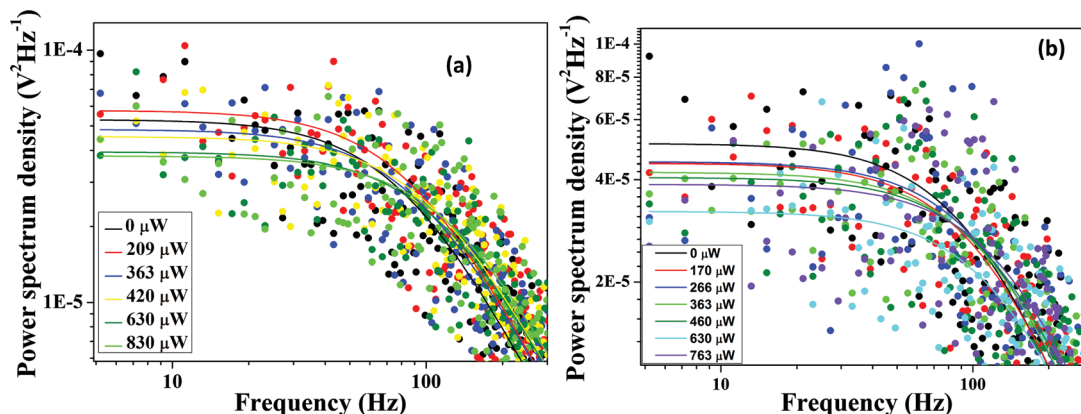 Power spectrum density (V²Hz⁻¹)
1E-4
1E-5
(a)
0 μW
209 μW
363 μW
420 μW
630 μW
830 μW
10
100
Frequency (Hz)
Power spectrum density (V²Hz⁻¹)
1E-4
8E-5
6E-5
4E-5
2E-5
(b)
0 μW
170 μW
266 μW
363 μW
460 μW
630 μW
763 μW
10
100
Frequency (Hz)